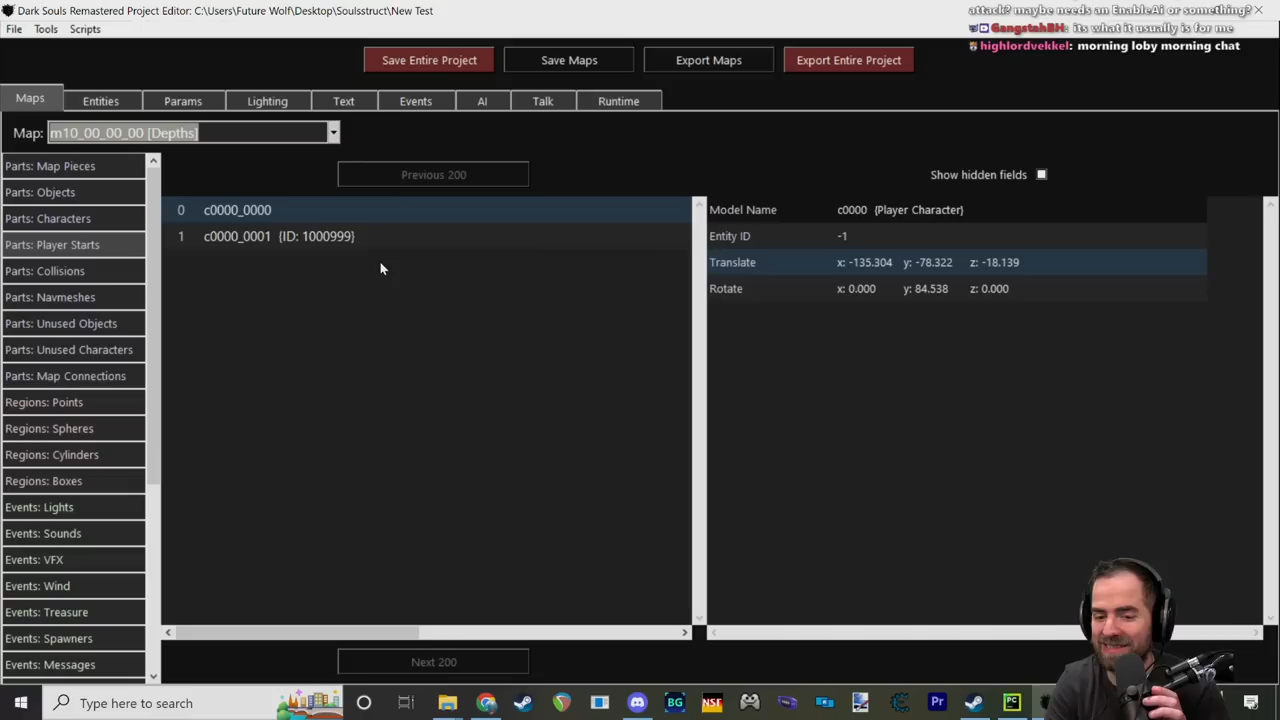 Dark Souls Remastered Project Editor: C:\Users\Future Wolf\Desktop\Soulsstruct\New Test
attack? maybe needs an EnableAi or something?
GangstahBH: its what it usually is for me
highlordvekkel: morning loby morning chat
File Tools Scripts
Save Entire Project Save Maps Export Maps Export Entire Project
Maps Entities Params Lighting Text Events AI Talk Runtime
Map: m10_00_00_00 [Depths]
Parts: Map Pieces
Parts: Objects
Parts: Characters
Parts: Player Starts
Parts: Collisions
Parts: Navmeshes
Parts: Unused Objects
Parts: Unused Characters
Parts: Map Connections
Regions: Points
Regions: Spheres
Regions: Cylinders
Regions: Boxes
Events: Lights
Events: Sounds
Events: VFX
Events: Wind
Events: Treasure
Events: Spawners
Events: Messages
Previous 200
0 c0000_0000
1 c0000_0001 {ID: 1000999}
Next 200
Show hidden fields
Model Name c0000 {Player Character}
Entity ID -1
Translate x: -135.304 y: -78.322 z: -18.139
Rotate x: 0.000 y: 84.538 z: 0.000
Type here to search
BG
NSF
Pr
PC